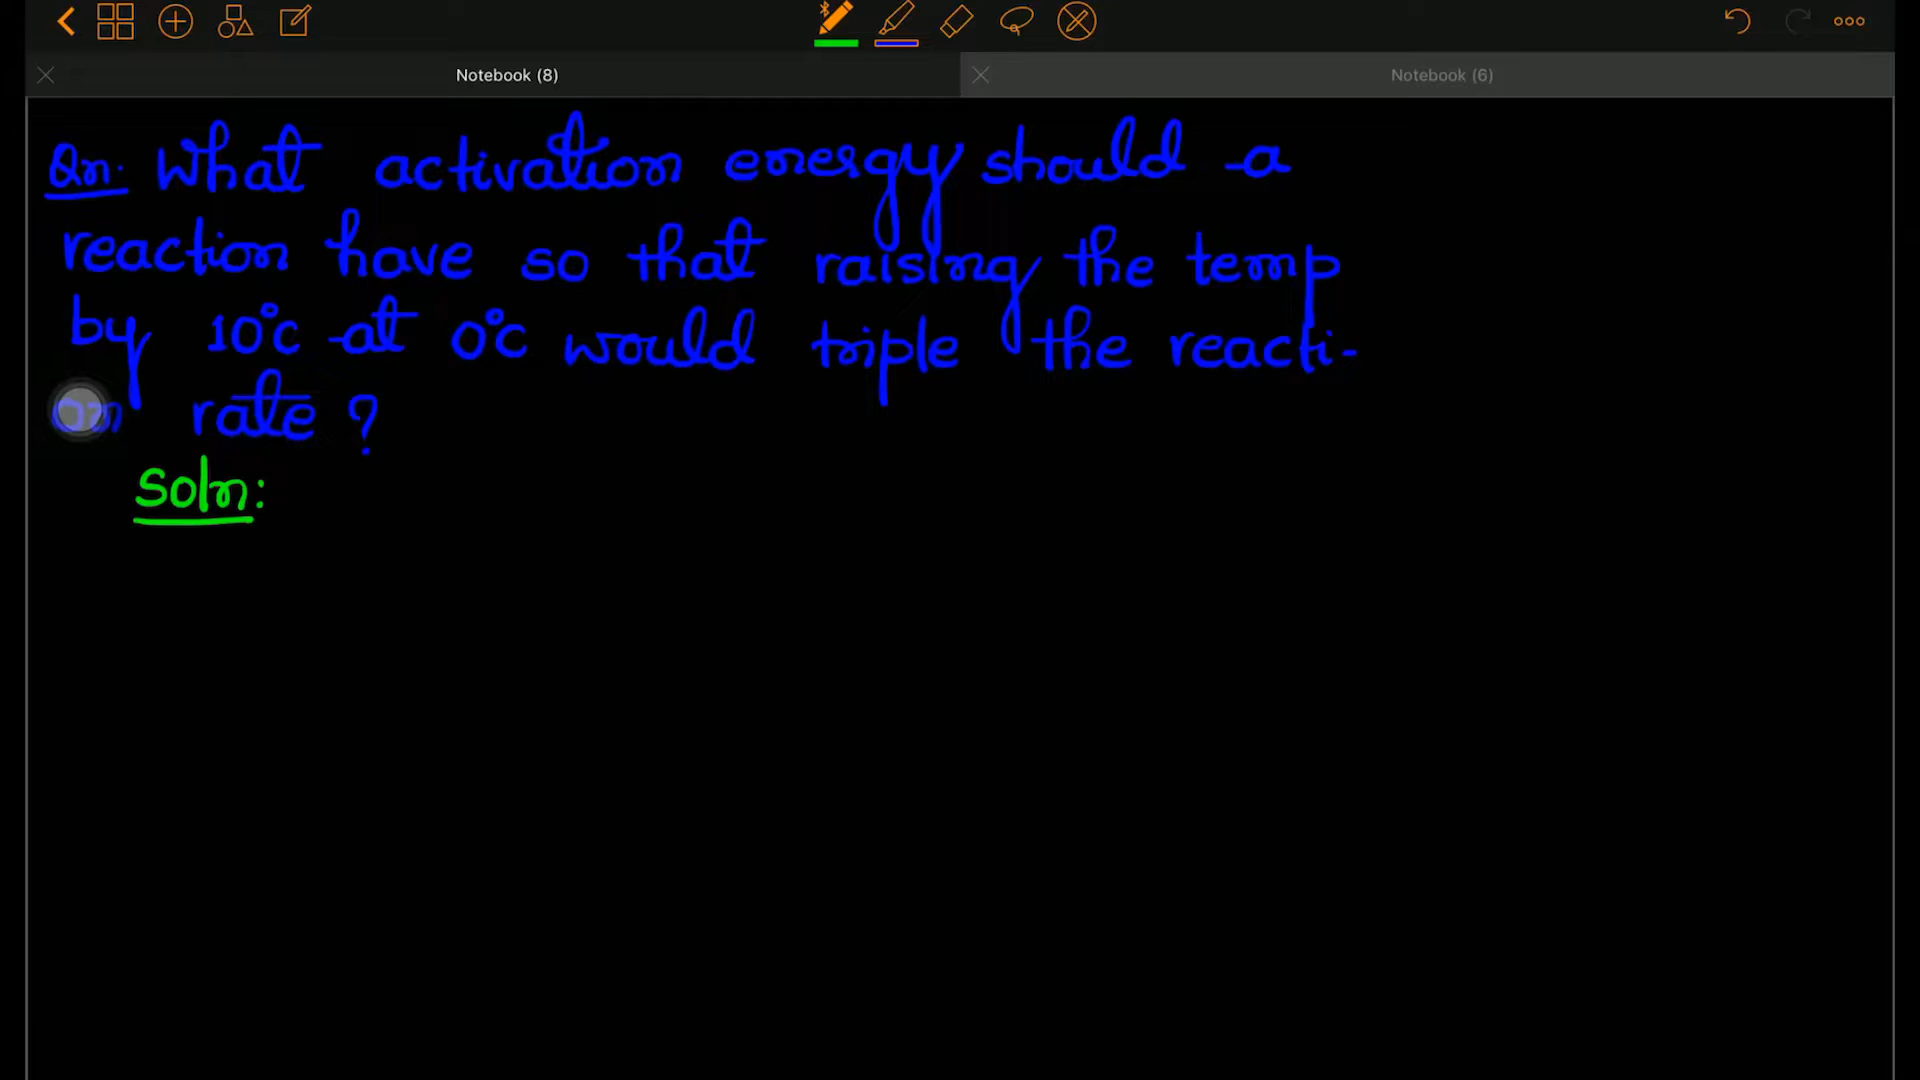 Notebook (8)
Notebook (6)
Qn: What activation energy should a
reaction have so that raising the temp
by 10°c at 0°c would triple the reacti-
on rate?
Soln: